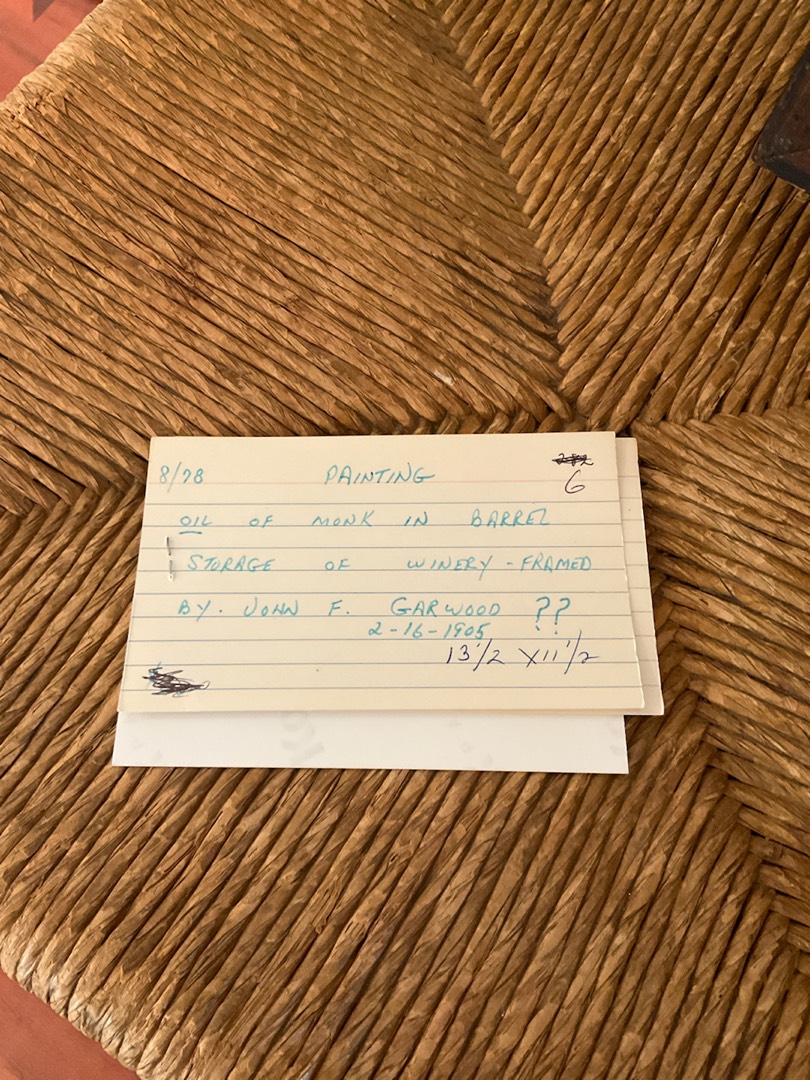 8/78 PAINTING
6
OIL OF MONK IN BARREL
STORAGE OF WINERY - FRAMED
BY. JOHN F. GARWOOD ??
2-16-1905
13 1/2 X 11 1/2